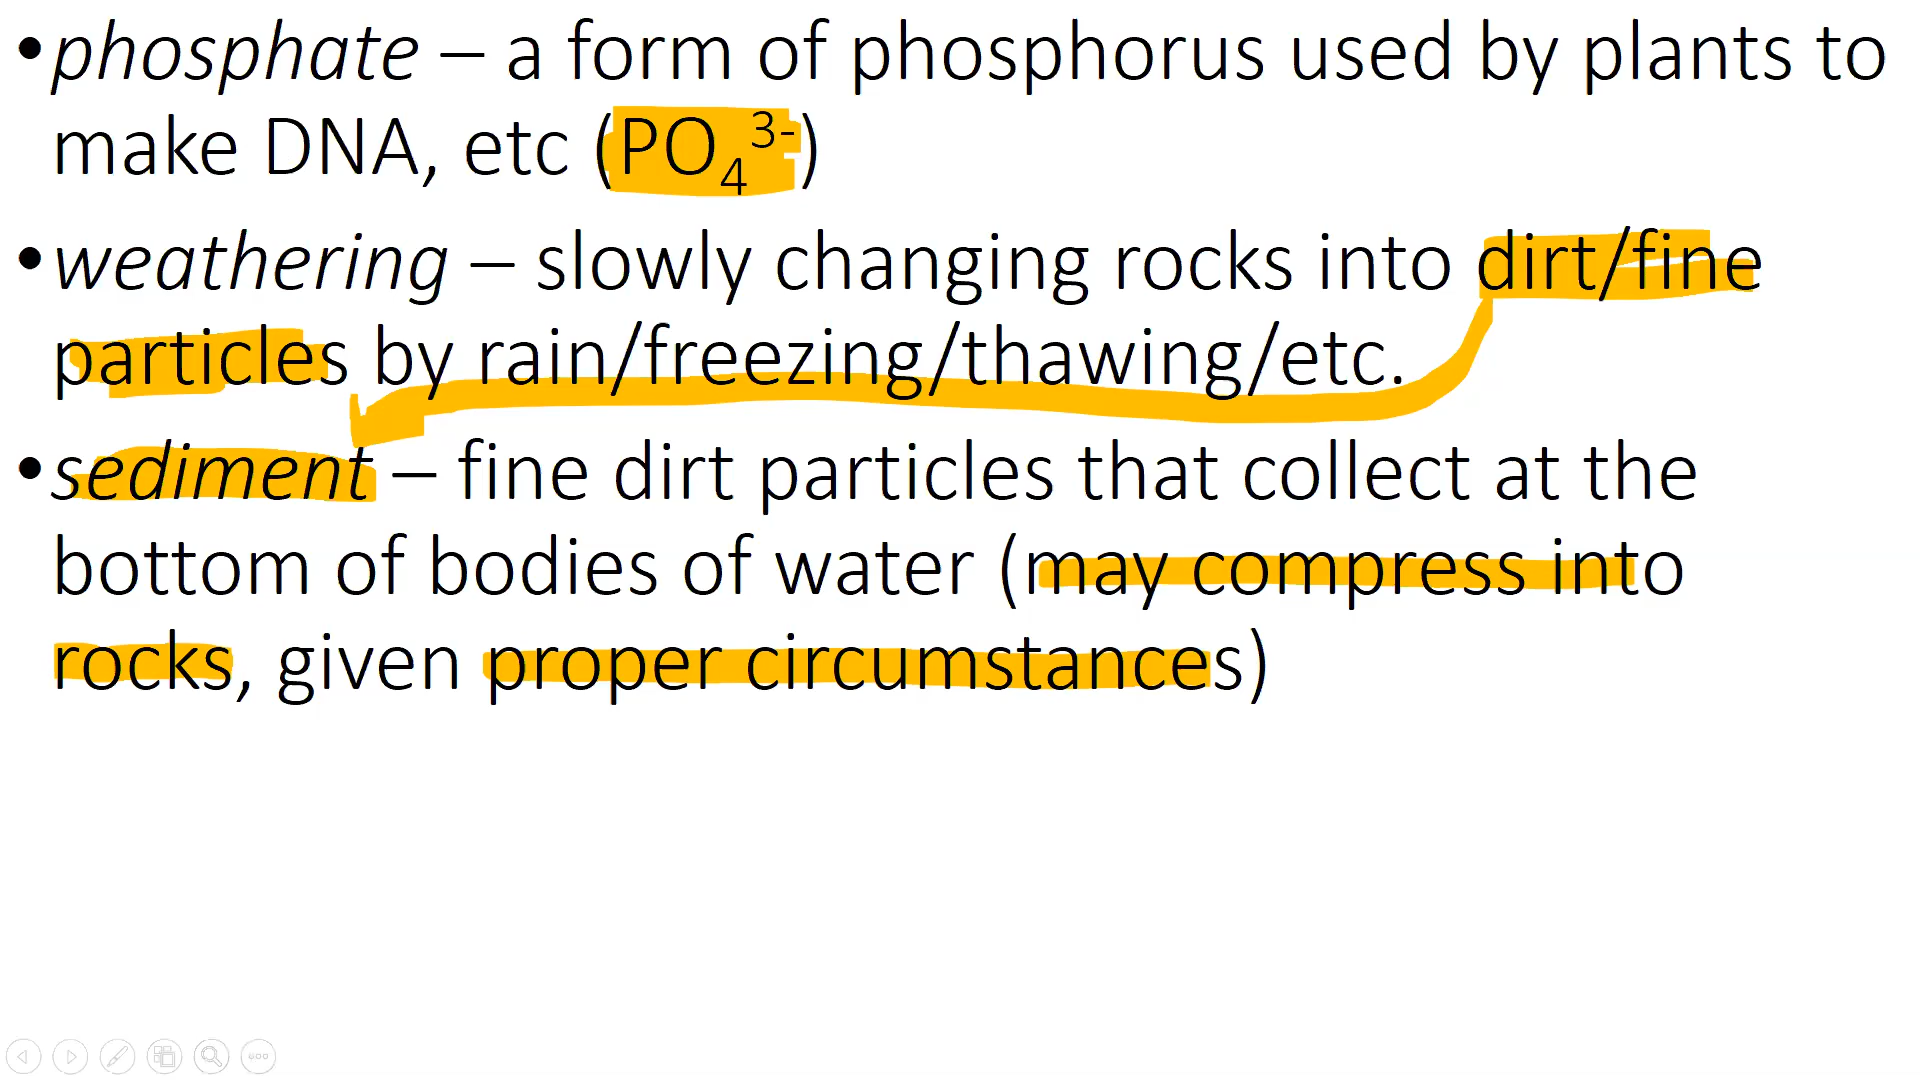 •phosphate – a form of phosphorus used by plants to
make DNA, etc (PO₄³⁻)
•weathering – slowly changing rocks into dirt/fine
particles by rain/freezing/thawing/etc.
•sediment – fine dirt particles that collect at the
bottom of bodies of water (may compress into
rocks, given proper circumstances)